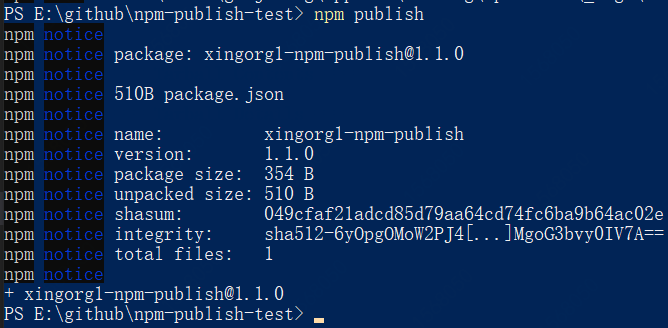 PS E:\github\npm-publish-test> npm publish
npm notice
npm notice package: xingorg1-npm-publish@1.1.0
npm notice
npm notice 510B package.json
npm notice
npm notice name: xingorg1-npm-publish
npm notice version: 1.1.0
npm notice package size: 354 B
npm notice unpacked size: 510 B
npm notice shasum: 049cfaf21adcd85d79aa64cd74fc6ba9b64ac02e
npm notice integrity: sha512-6yOpgOMoW2PJ4[...]MgoG3bvy0IV7A==
npm notice total files: 1
npm notice
+ xingorg1-npm-publish@1.1.0
PS E:\github\npm-publish-test>